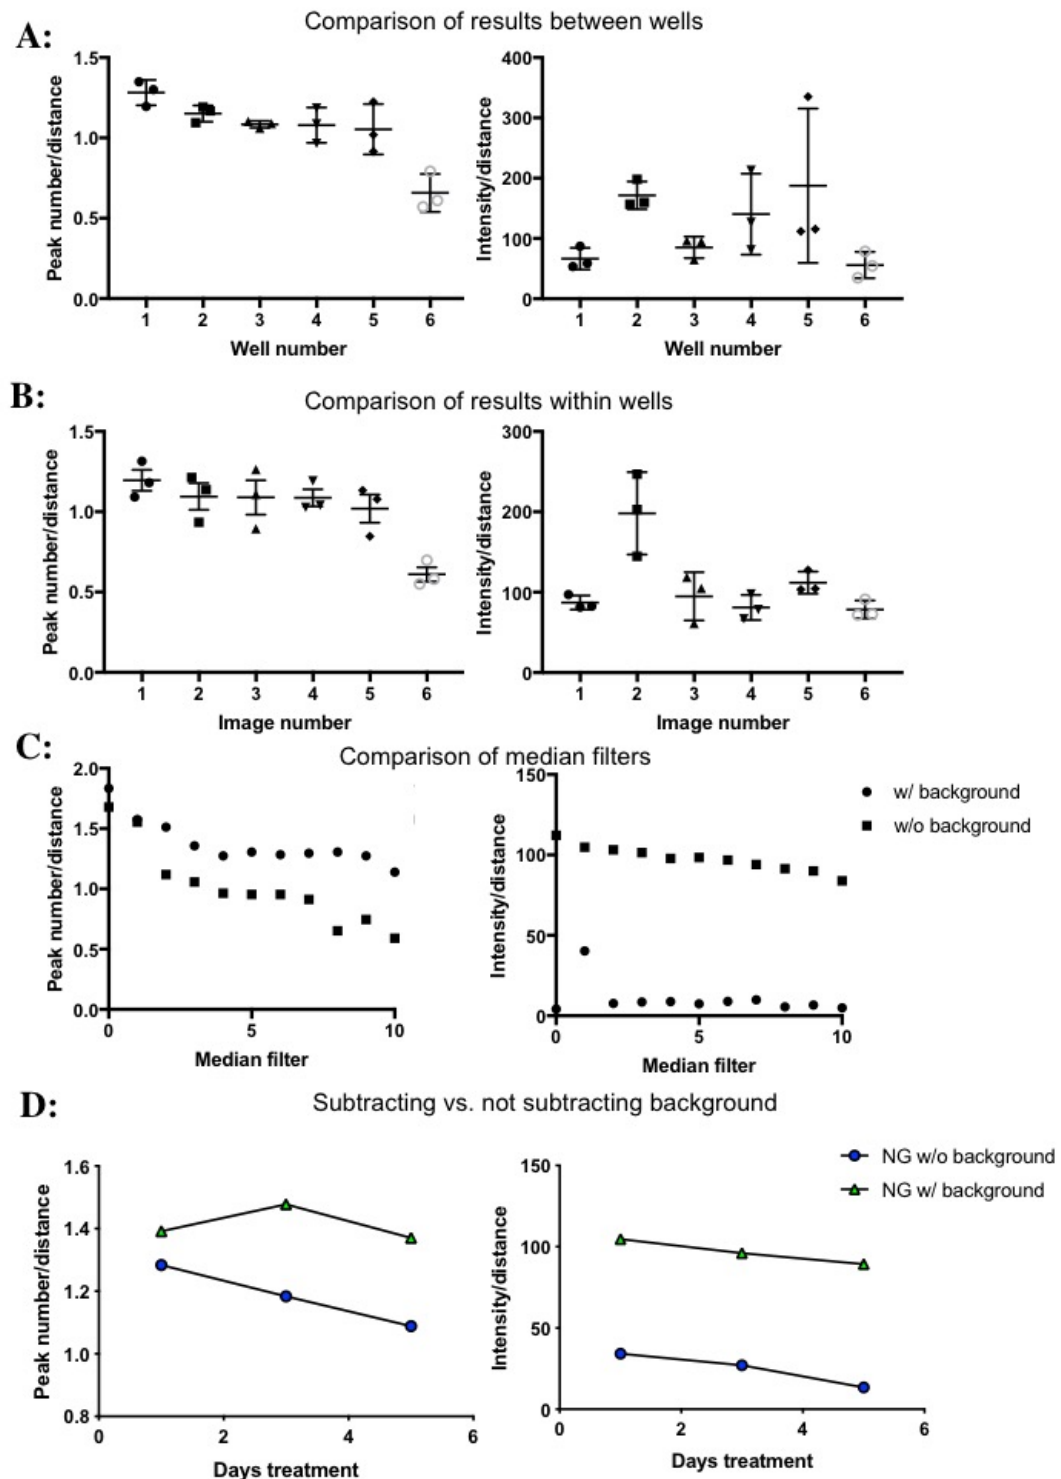 A:
Comparison of results between wells
Peak number/distance
1.5
1.0
0.5
0.0
1 2 3 4 5 6
Well number
Intensity/distance
400
300
200
100
0
1 2 3 4 5 6
Well number
B:
Comparison of results within wells
Peak number/distance
1.5
1.0
0.5
0.0
1 2 3 4 5 6
Image number
Intensity/distance
300
200
100
0
1 2 3 4 5 6
Image number
C:
Comparison of median filters
Peak number/distance
2.0
1.5
1.0
0.5
0.0
0 5 10
Median filter
Intensity/distance
150
100
50
0
0 5 10
Median filter
w/ background
w/o background
D:
Subtracting vs. not subtracting background
Peak number/distance
1.6
1.4
1.2
1.0
0.8
0 2 4 6
Days treatment
Intensity/distance
150
100
50
0
0 2 4 6
Days treatment
NG w/o background
NG w/ background